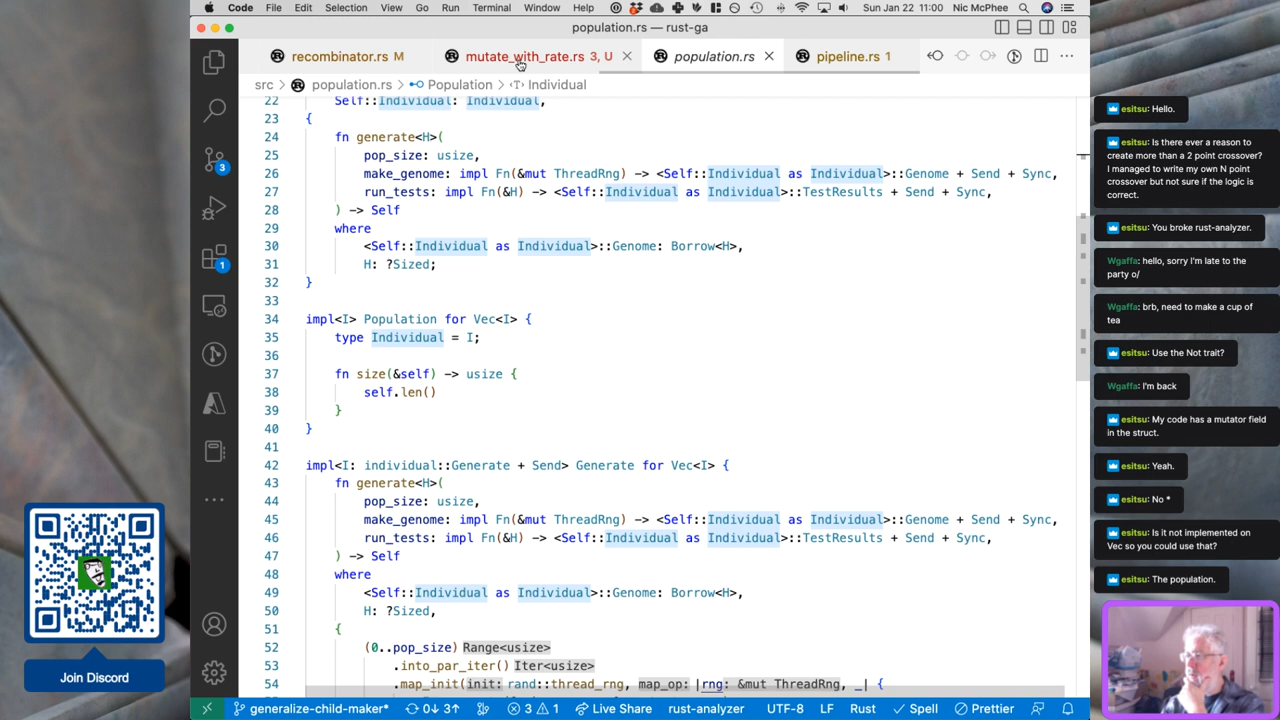 Code File Edit Selection View Go Run Terminal Window Help Sun Jan 22 11:00 Nic McPhee
population.rs — rust-ga
recombinator.rs M mutate_with_rate.rs 3, U population.rs pipeline.rs 1
src > population.rs > Population > Individual
22 Self::Individual: Individual,
23 {
24 fn generate<H>(
25 pop_size: usize,
26 make_genome: impl Fn(&mut ThreadRng) -> <Self::Individual as Individual>::Genome + Send + Sync,
27 run_tests: impl Fn(&H) -> <Self::Individual as Individual>::TestResults + Send + Sync,
28 ) -> Self
29 where
30 <Self::Individual as Individual>::Genome: Borrow<H>,
31 H: ?Sized;
32 }
33
34 impl<I> Population for Vec<I> {
35 type Individual = I;
36
37 fn size(&self) -> usize {
38 self.len()
39 }
40 }
41
42 impl<I: individual::Generate + Send> Generate for Vec<I> {
43 fn generate<H>(
44 pop_size: usize,
45 make_genome: impl Fn(&mut ThreadRng) -> <Self::Individual as Individual>::Genome + Send + Sync,
46 run_tests: impl Fn(&H) -> <Self::Individual as Individual>::TestResults + Send + Sync,
47 ) -> Self
48 where
49 <Self::Individual as Individual>::Genome: Borrow<H>,
50 H: ?Sized,
51 {
52 (0..pop_size) Range<usize>
53 .into_par_iter() Iter<usize>
54 .map_init(init: rand::thread_rng, map_op: |rng: &mut ThreadRng, _| {
3
1
Join Discord
generalize-child-maker* 0↓ 3↑ 3 1 Live Share rust-analyzer UTF-8 LF Rust Spell Prettier
esitsu: Hello.
esitsu: Is there ever a reason to
create more than a 2 point crossover?
I managed to write my own N point
crossover but not sure if the logic is
correct.
esitsu: You broke rust-analyzer.
Wgaffa: hello, sorry I'm late to the
party o/
Wgaffa: brb, need to make a cup of
tea
esitsu: Use the Not trait?
Wgaffa: I'm back
esitsu: My code has a mutator field
in the struct.
esitsu: Yeah.
esitsu: No *
esitsu: Is it not implemented on
Vec so you could use that?
esitsu: The population.